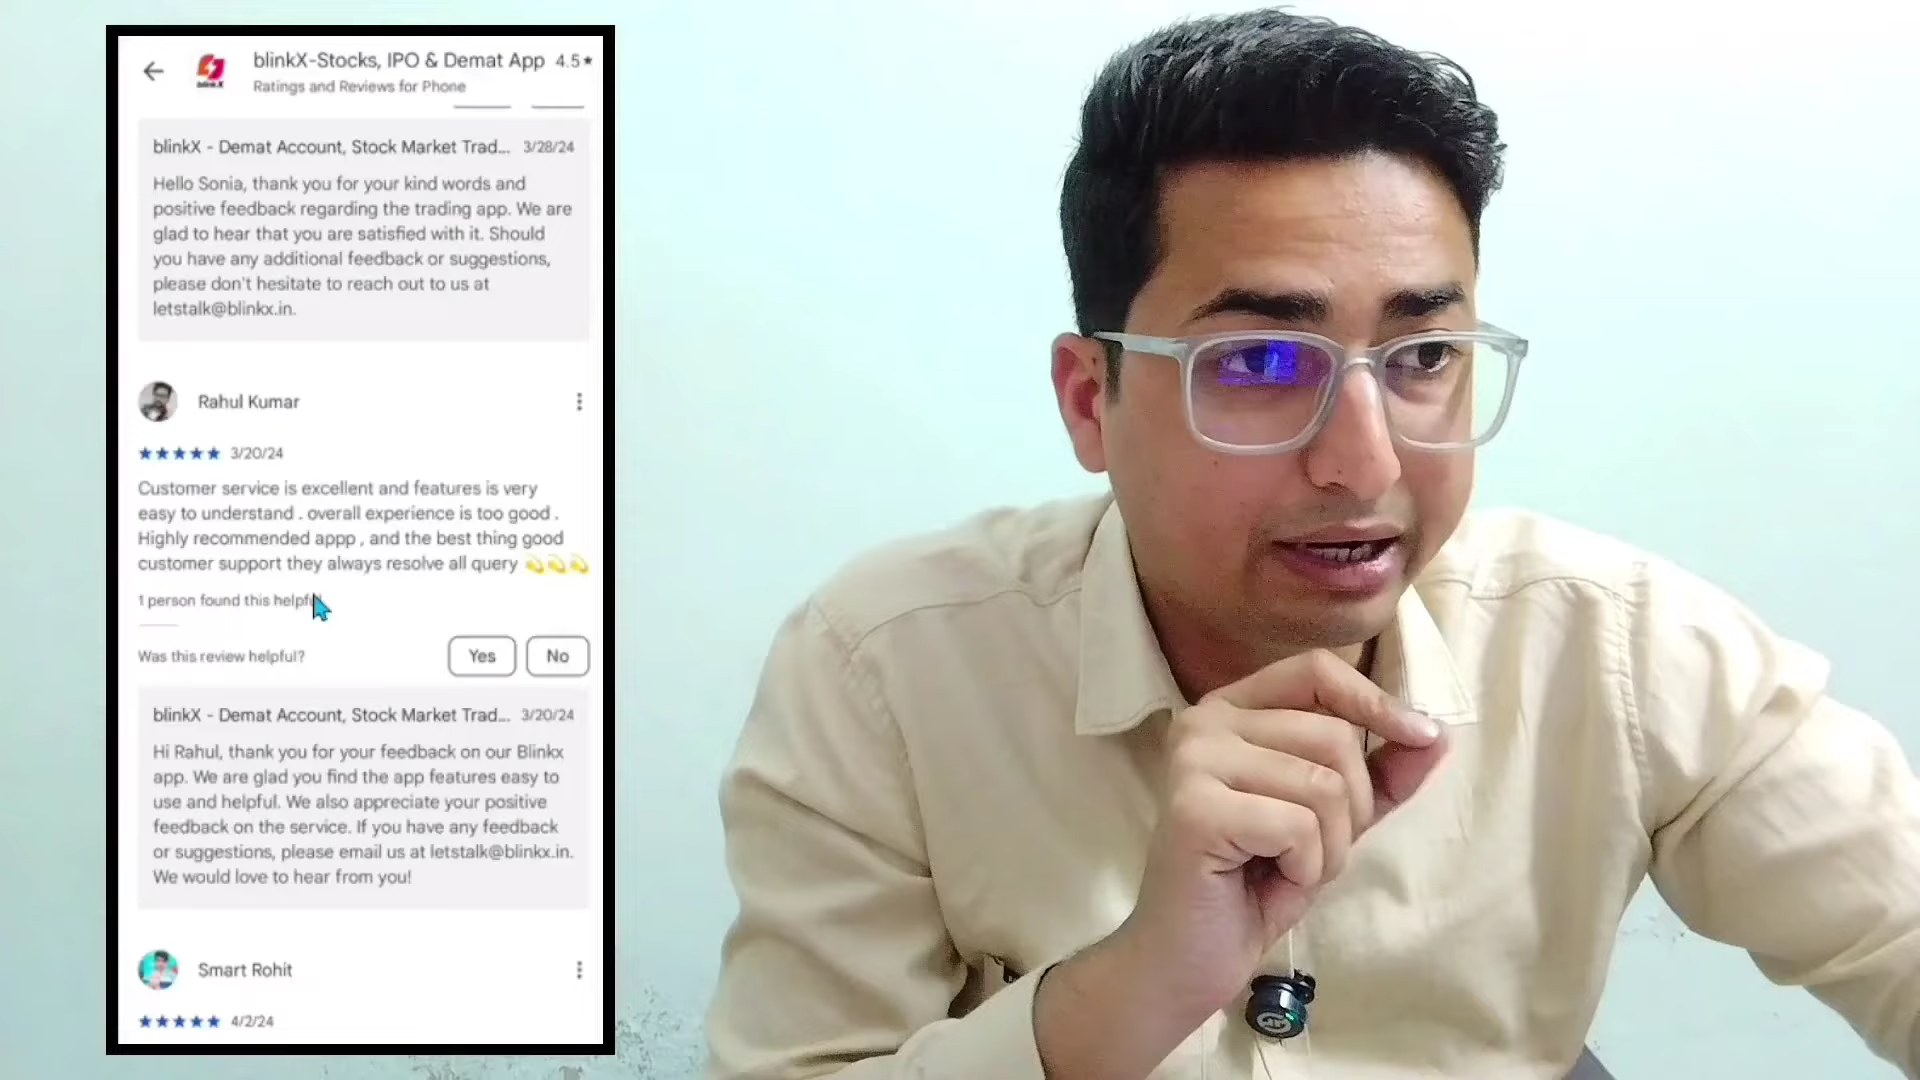 blinkX-Stocks, IPO & Demat App 4.5★
Ratings and Reviews for Phone
blinkX - Demat Account, Stock Market Trad... 3/28/24
Hello Sonia, thank you for your kind words and
positive feedback regarding the trading app. We are
glad to hear that you are satisfied with it. Should
you have any additional feedback or suggestions,
please don't hesitate to reach out to us at
letstalk@blinkx.in.
Rahul Kumar
★★★★★ 3/20/24
Customer service is excellent and features is very
easy to understand . overall experience is too good .
Highly recommended appp , and the best thing good
customer support they always resolve all query 💫💫💫
1 person found this helpful
Was this review helpful? Yes No
blinkX - Demat Account, Stock Market Trad... 3/20/24
Hi Rahul, thank you for your feedback on our Blinkx
app. We are glad you find the app features easy to
use and helpful. We also appreciate your positive
feedback on the service. If you have any feedback
or suggestions, please email us at letstalk@blinkx.in.
We would love to hear from you!
Smart Rohit
★★★★★ 4/2/24